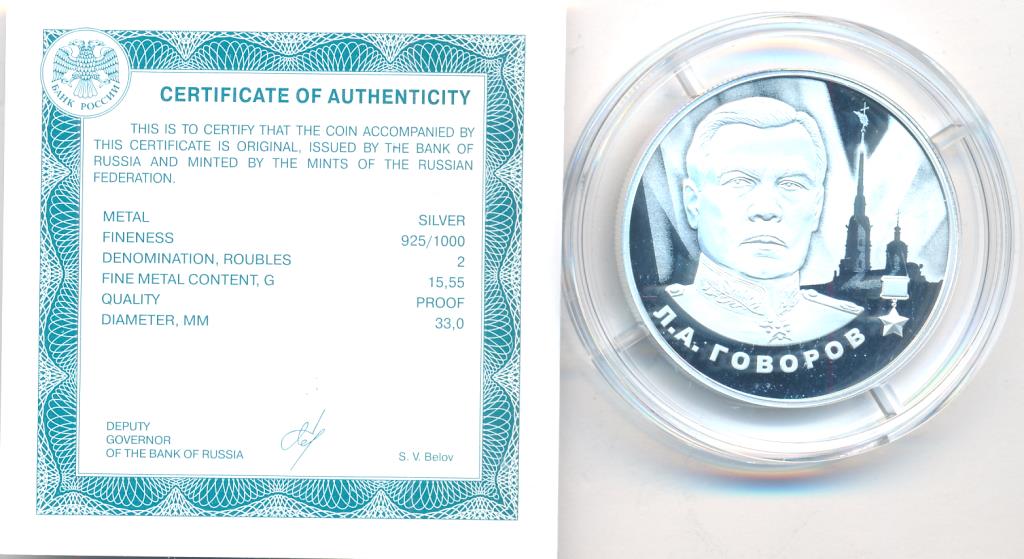 БАНК РОССИИ
CERTIFICATE OF AUTHENTICITY
THIS IS TO CERTIFY THAT THE COIN ACCOMPANIED BY
THIS CERTIFICATE IS ORIGINAL, ISSUED BY THE BANK OF
RUSSIA AND MINTED BY THE MINTS OF THE RUSSIAN
FEDERATION.
METAL SILVER
FINENESS 925/1000
DENOMINATION, ROUBLES 2
FINE METAL CONTENT, G 15,55
QUALITY PROOF
DIAMETER, MM 33,0
DEPUTY
GOVERNOR
OF THE BANK OF RUSSIA S. V. Belov
Л.А. ГОВОРОВ